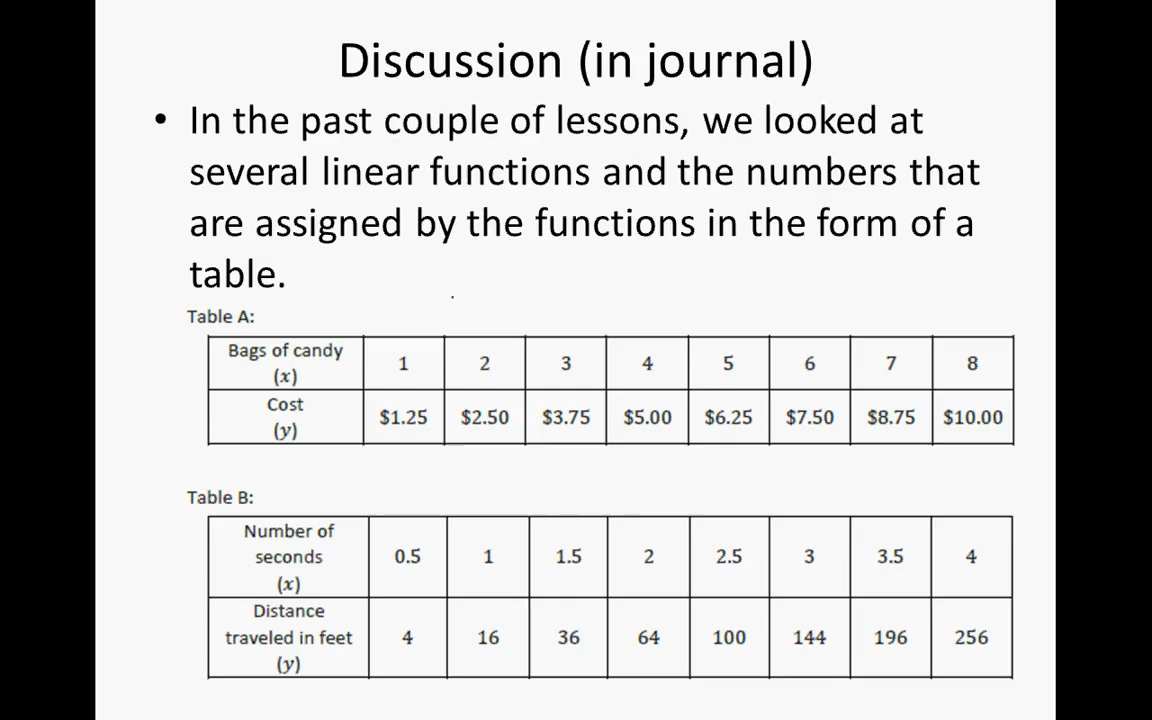 Discussion (in journal)
• In the past couple of lessons, we looked at
several linear functions and the numbers that
are assigned by the functions in the form of a
table.
Table A:
Bags of candy
(x)
1 2 3 4 5 6 7 8
Cost
(y)
$1.25 $2.50 $3.75 $5.00 $6.25 $7.50 $8.75 $10.00
Table B:
Number of
seconds
(x)
0.5 1 1.5 2 2.5 3 3.5 4
Distance
traveled in feet
(y)
4 16 36 64 100 144 196 256